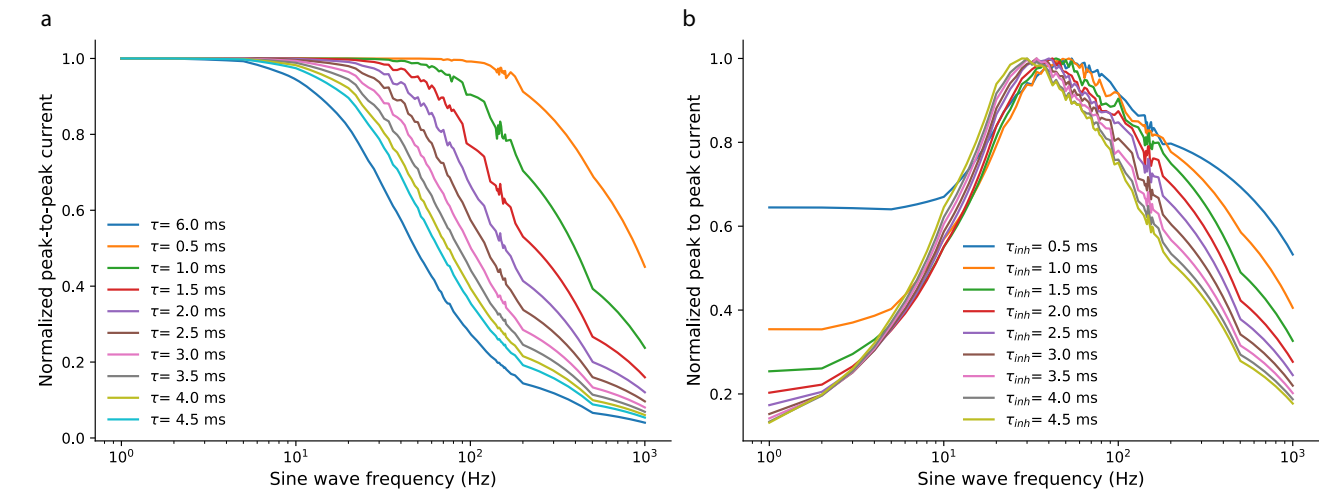 a
Normalized peak-to-peak current
1.0
0.8
0.6
0.4
0.2
0.0
τ= 6.0 ms
τ= 0.5 ms
τ= 1.0 ms
τ= 1.5 ms
τ= 2.0 ms
τ= 2.5 ms
τ= 3.0 ms
τ= 3.5 ms
τ= 4.0 ms
τ= 4.5 ms
10⁰ 10¹ 10² 10³
Sine wave frequency (Hz)
b
Normalized peak to peak current
1.0
0.8
0.6
0.4
0.2
τinh= 0.5 ms
τinh= 1.0 ms
τinh= 1.5 ms
τinh= 2.0 ms
τinh= 2.5 ms
τinh= 3.0 ms
τinh= 3.5 ms
τinh= 4.0 ms
τinh= 4.5 ms
10⁰ 10¹ 10² 10³
Sine wave frequency (Hz)